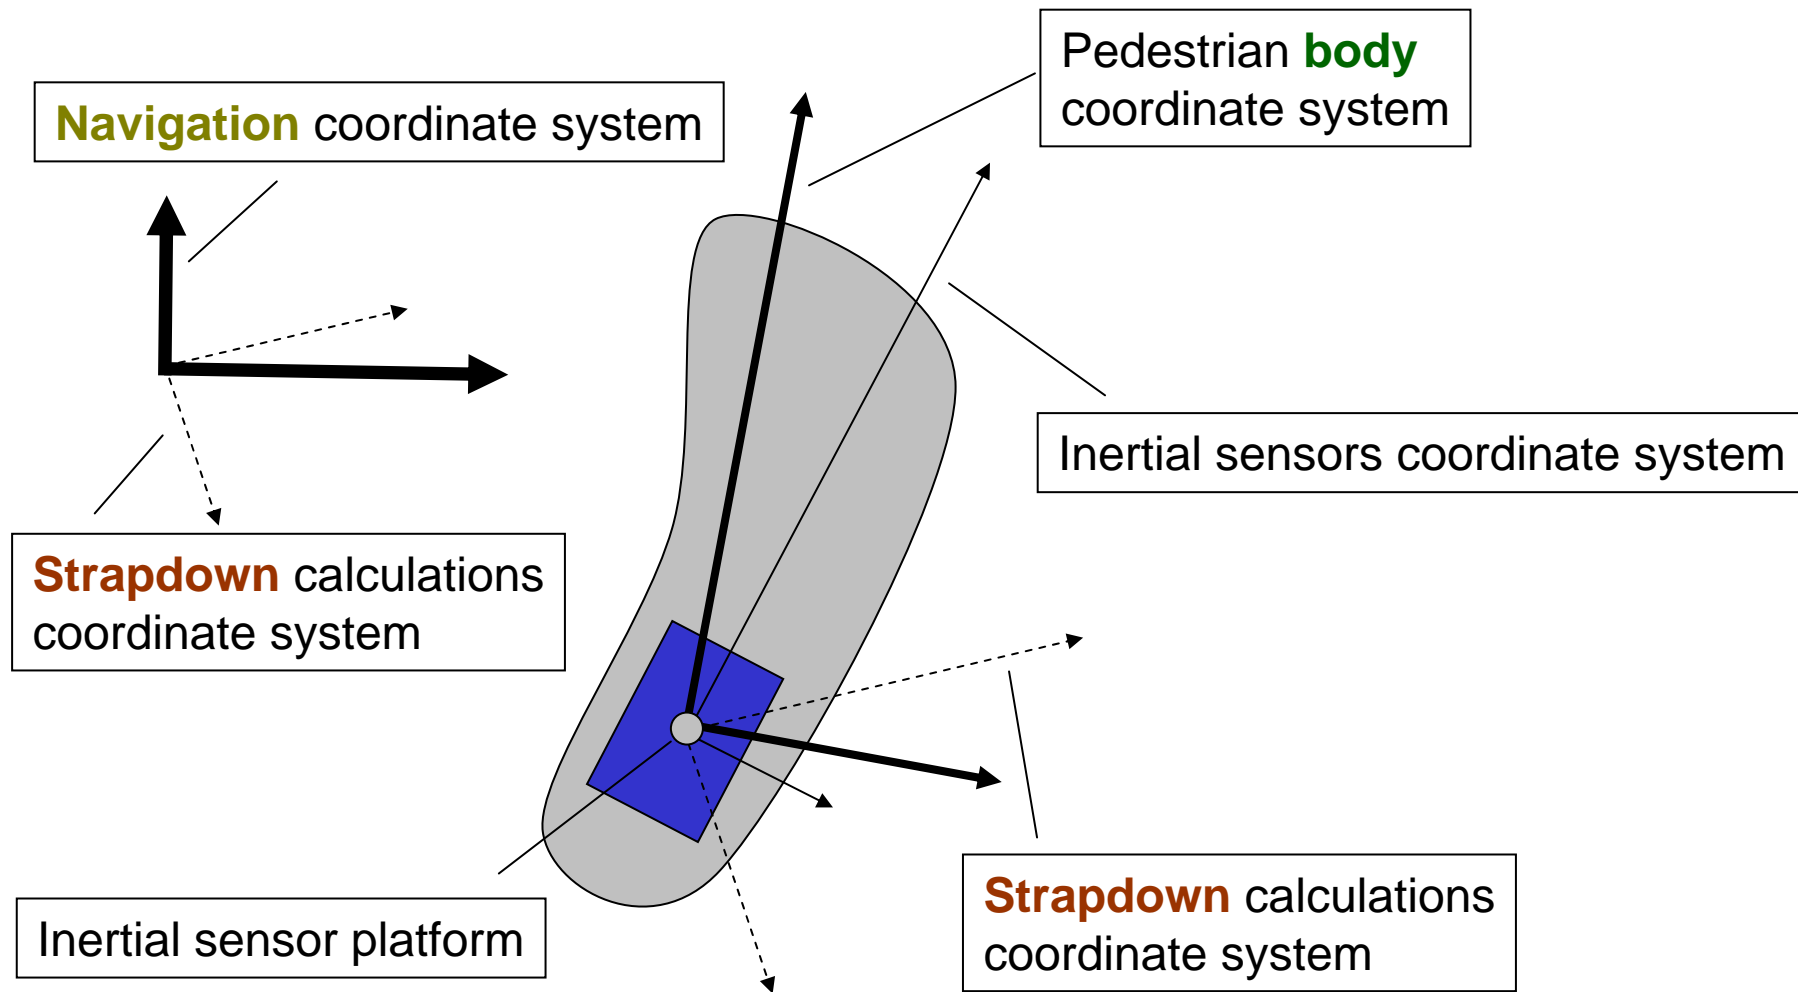 Pedestrian body
coordinate system
Navigation coordinate system
Inertial sensors coordinate system
Strapdown calculations
coordinate system
Strapdown calculations
coordinate system
Inertial sensor platform